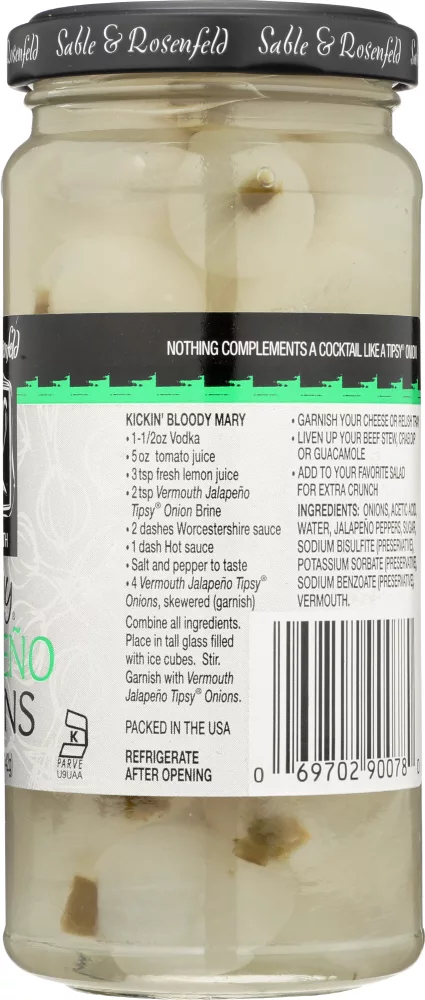 Rosenfeld Sable & Rosenfeld Sable & Rosenfeld
NOTHING COMPLEMENTS A COCKTAIL LIKE A TIPSY® ONION
KICKIN' BLOODY MARY
• 1-1/2oz Vodka
• 5 oz tomato juice
• 3 tsp fresh lemon juice
• 2 tsp Vermouth Jalapeño
Tipsy® Onion Brine
• 2 dashes Worcestershire sauce
• 1 dash Hot sauce
• Salt and pepper to taste
• 4 Vermouth Jalapeño Tipsy®
Onions, skewered (garnish)
Combine all ingredients.
Place in tall glass filled
with ice cubes. Stir.
Garnish with Vermouth
Jalapeño Tipsy® Onions.
PACKED IN THE USA
REFRIGERATE
AFTER OPENING
• GARNISH YOUR CHEESE OR RELISH
• LIVEN UP YOUR BEEF STEW,
OR GUACAMOLE
• ADD TO YOUR FAVORITE SALAD
FOR EXTRA CRUNCH
INGREDIENTS: ONIONS, ACETIC ACID,
WATER, JALAPEÑO PEPPERS, SUGAR,
SODIUM BISULFITE (PRESERVATIVE),
POTASSIUM SORBATE (PRESERVATIVE),
SODIUM BENZOATE (PRESERVATIVE),
VERMOUTH.
0 69702 90078
TH
EÑO
NS
K
PARVE
U9UAA